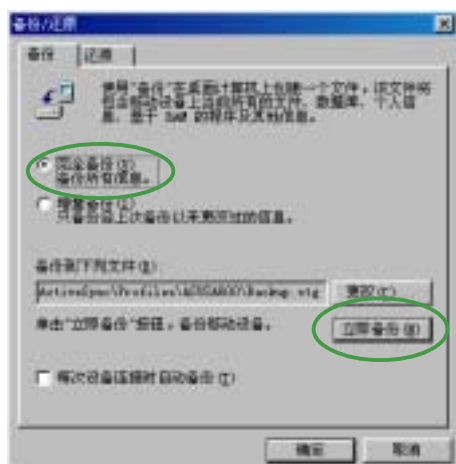 备份/还原
备份 还原
使用"备份"在桌面计算机上创建一个文件，该文件将
包含移动设备上当前所有的文件、数据库、个人信
息、基于 RAM 的程序及其他信息。
完全备份(F)
备份所有信息。
增量备份(I)
只备份自上次备份以来更改过的信息。
备份到下列文件(B)
更改(C)
单击"立即备份"按钮，备份移动设备。
立即备份(N)
每次设备连接时自动备份(T)
确定
取消